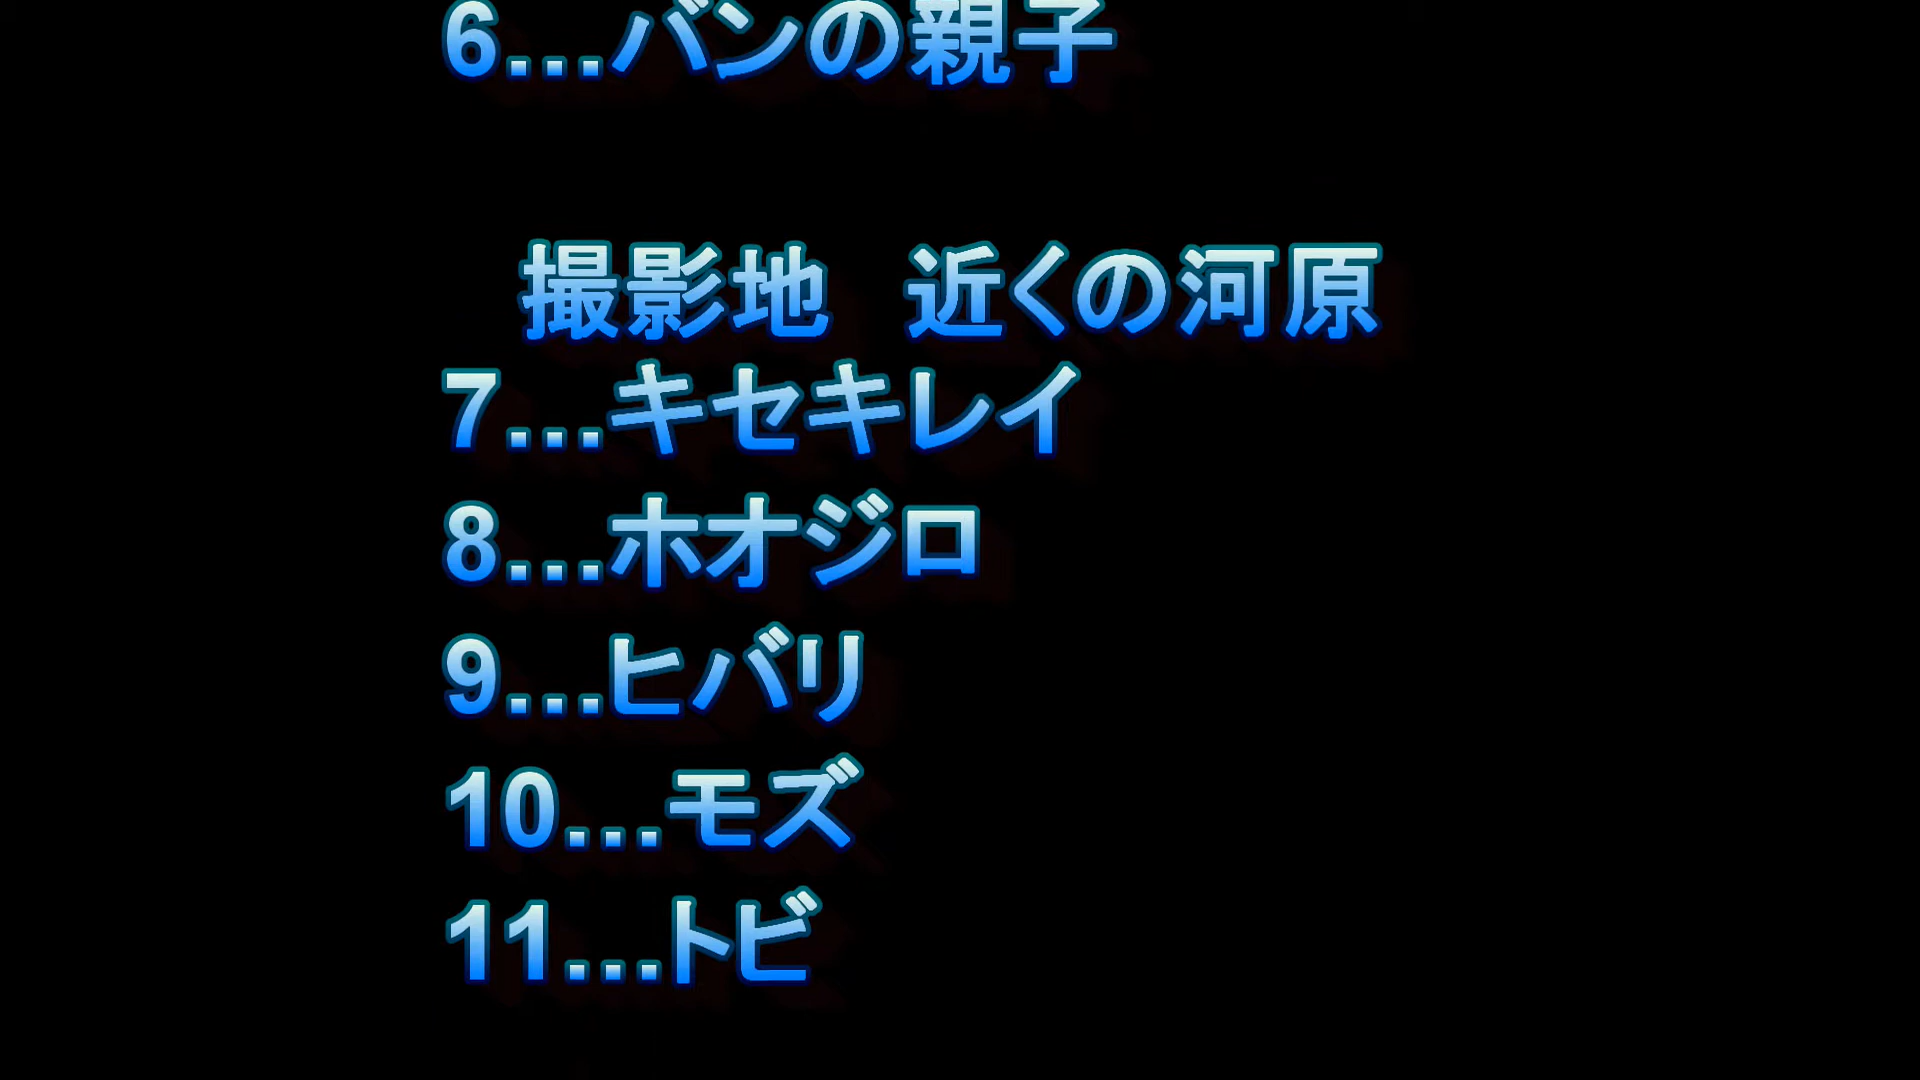 6...バンの親子
撮影地　近くの河原
7...キセキレイ
8...ホオジロ
9...ヒバリ
10...モズ
11...トビ